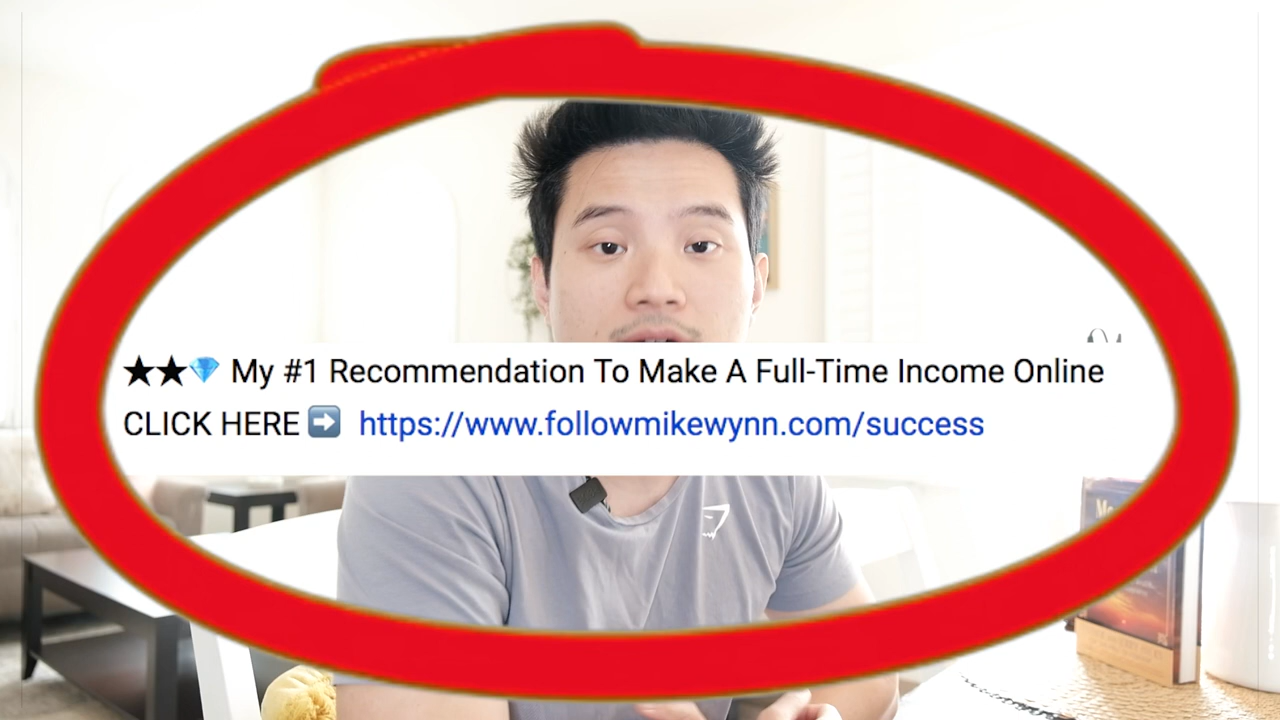 ★★💎 My #1 Recommendation To Make A Full-Time Income Online
CLICK HERE ➡️ https://www.followmikewynn.com/success